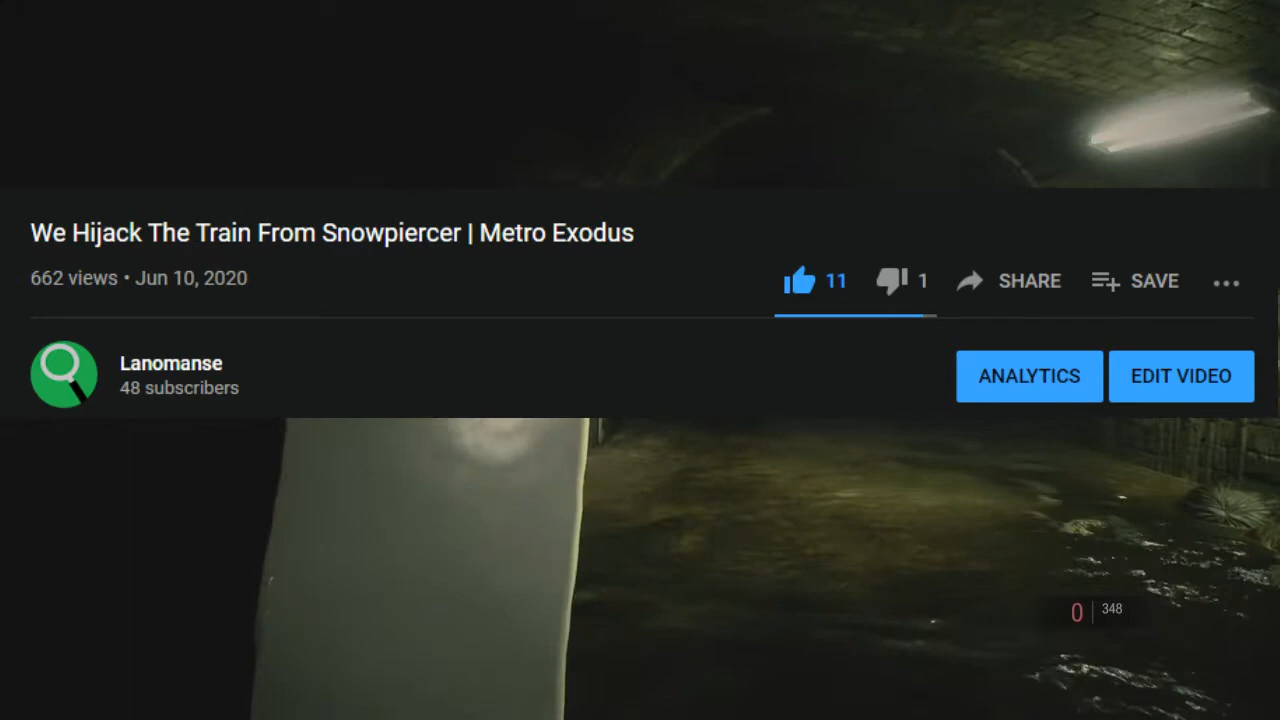 We Hijack The Train From Snowpiercer | Metro Exodus
662 views • Jun 10, 2020
11 1 SHARE SAVE
Lanomanse
48 subscribers
ANALYTICS EDIT VIDEO
0 348